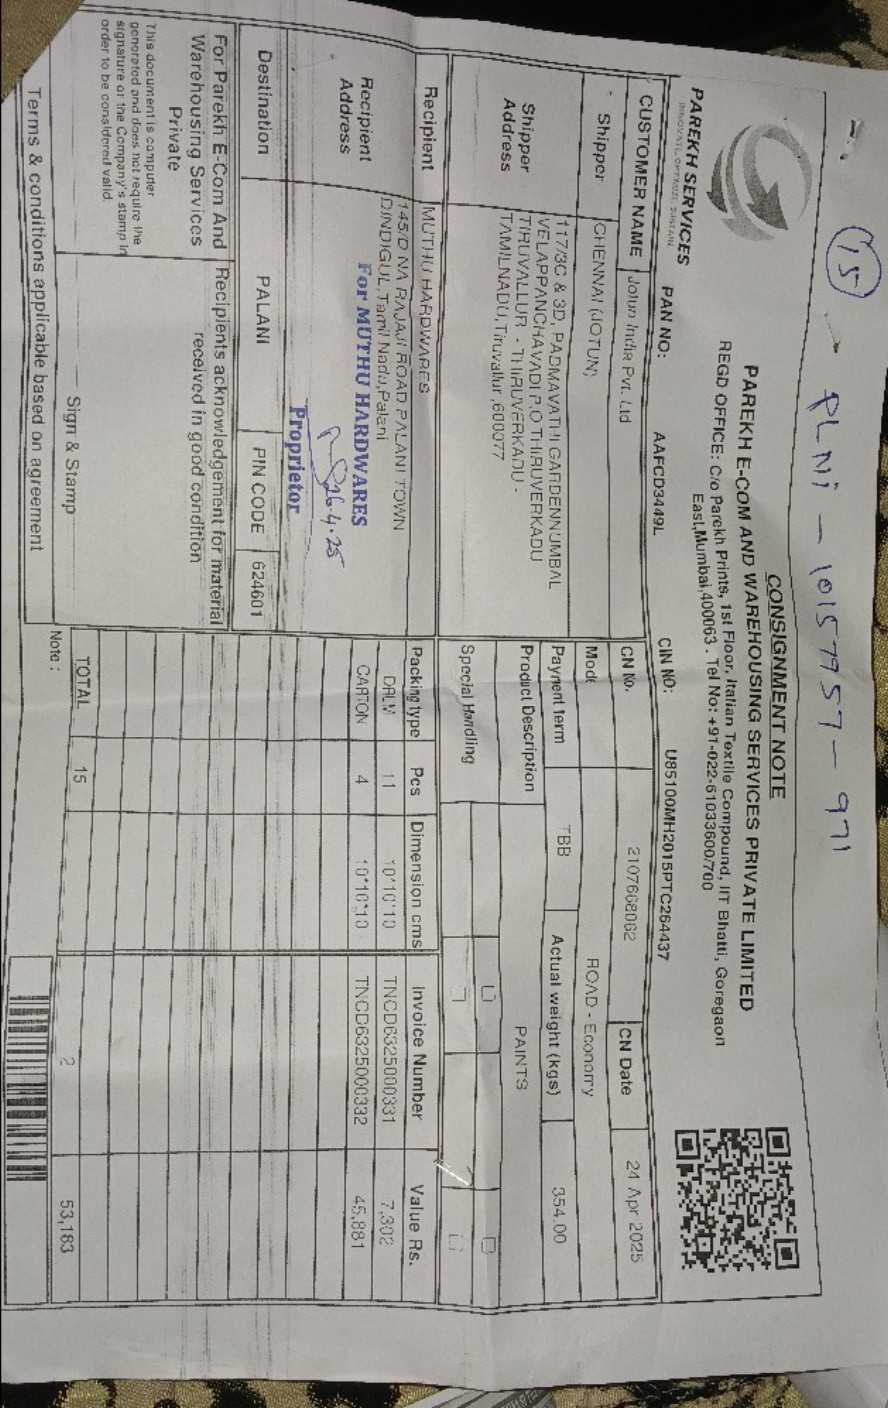 15
PLNI - 10157957 - 971
CONSIGNMENT NOTE
PAREKH SERVICES
INNOVATE, OPTIMIZE, SUSTAIN
PAREKH E-COM AND WAREHOUSING SERVICES PRIVATE LIMITED
REGD OFFICE: C/o Parekh Prints, 1st Floor, Italian Textile Compound, IIT Bhatti, Goregaon
East,Mumbai,400063 . Tel No: +91-022-61033600/700
PAN NO: AAFCD3449L CIN NO: U85100MH2015PTC264437
CUSTOMER NAME Jotun India Pvt. Ltd
CN No. 2107668062 CN Date 24 Apr 2025
Shipper CHENNAI (JOTUN)
Mode ROAD - Economy
Shipper Address
117/3C & 3D, PADMAVATHI GARDENNUMBAL
VELAPPANCHAVADI P.O THIRUVERKADU
TIRUVALLUR - THIRUVERKADU -
TAMILNADU,Tiruvallur,600077
Payment term TBB Actual weight (kgs) 354.00
Product Description PAINTS
Special Handling
Recipient MUTHU HARDWARES
Recipient Address
145/D NA RAJAJI ROAD PALANI TOWN
DINDIGUL,Tamil Nadu,Palani
For MUTHU HARDWARES
26.4.25
Proprietor
Destination PALANI PIN CODE 624601
Packing type Pcs Dimension cms Invoice Number Value Rs.
DRUM 11 10*10*10 TNCD6325000331 7,302
CARTON 4 10*10*10 TNCD6325000332 45,881
TOTAL 15 2 53,183
Note :
For Parekh E-Com And
Warehousing Services
Private
This document is computer
generated and does not require the
signature or the Company's stamp in
order to be considered valid.
Recipients acknowledgement for material
received in good condition
Sign & Stamp
Terms & conditions applicable based on agreement